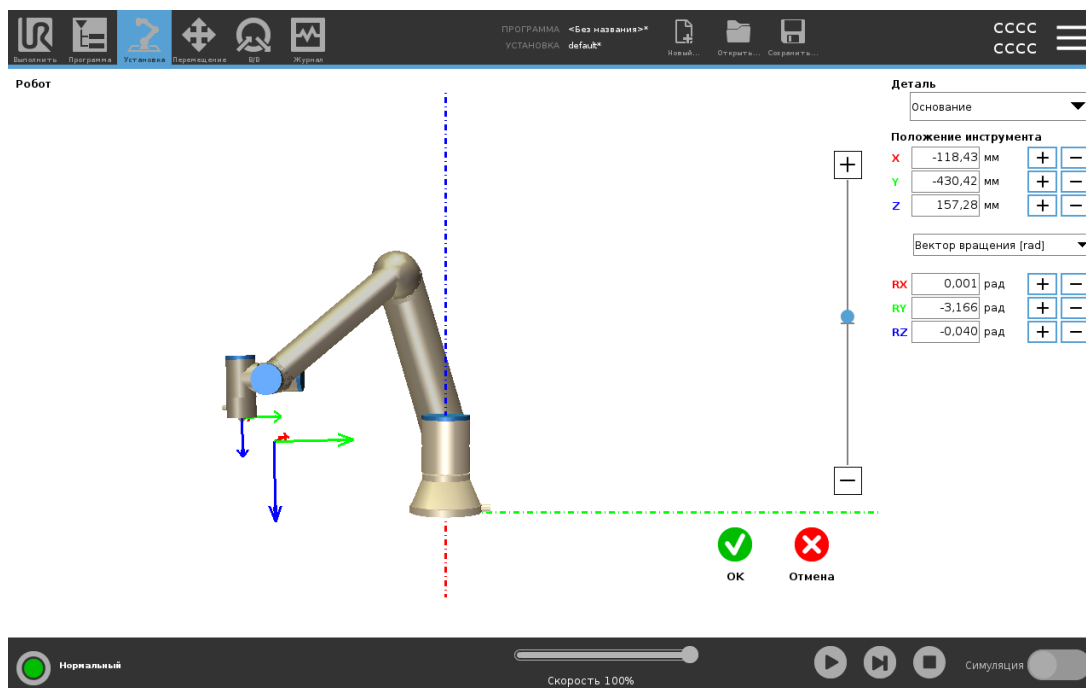 ПРОГРАММА <Без названия>*
УСТАНОВКА default*
СССС
СССС
Выполнить Программа Установка Перемещение В/В Журнал Новый... Открыть... Сохранить...
Робот
Деталь
Основание
Положение инструмента
X -118,43 мм + −
Y -430,42 мм + −
Z 157,28 мм + −
Вектор вращения [rad]
RX 0,001 рад + −
RY -3,166 рад + −
RZ -0,040 рад + −
+
−
OK Отмена
Нормальный
Скорость 100%
Симуляция